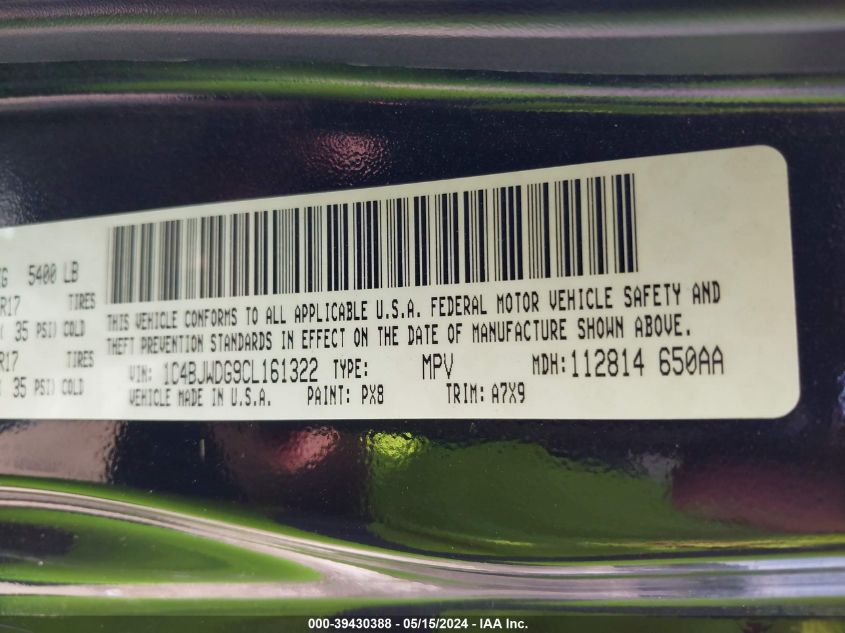 KG 5400 LB
R17 TIRES
( 35 PSI) COLD
R17 TIRES
35 PSI) COLD
THIS VEHICLE CONFORMS TO ALL APPLICABLE U.S.A. FEDERAL MOTOR VEHICLE SAFETY AND
THEFT PREVENTION STANDARDS IN EFFECT ON THE DATE OF MANUFACTURE SHOWN ABOVE.
VIN: 1C4BJWDG9CL161322 TYPE: MPV MDH: 112814 650AA
VEHICLE MADE IN U.S.A. PAINT: PX8 TRIM: A7X9
000-39430388 - 05/15/2024 - IAA Inc.